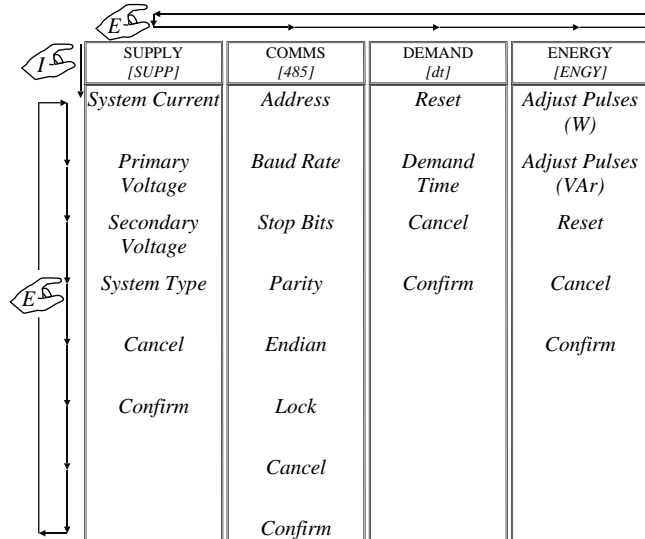 E
I
SUPPLY
[SUPP]
COMMS
[485]
DEMAND
[dt]
ENERGY
[ENGY]
System Current
Address
Reset
Adjust Pulses
(W)
Primary
Voltage
Baud Rate
Demand
Time
Adjust Pulses
(VAr)
Secondary
Voltage
Stop Bits
Cancel
Reset
E
System Type
Parity
Confirm
Cancel
Cancel
Endian
Confirm
Confirm
Lock
Cancel
Confirm